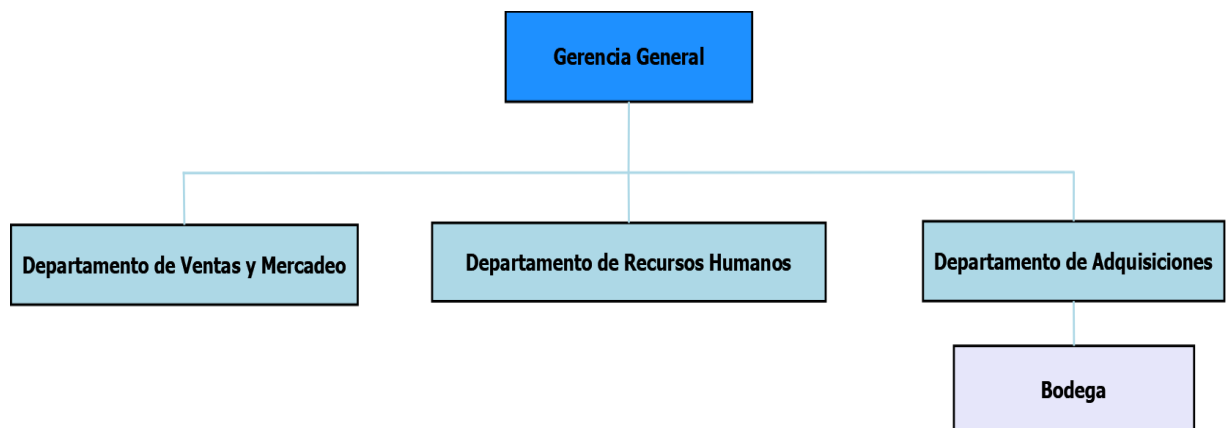 Gerencia General
Departamento de Ventas y Mercadeo
Departamento de Recursos Humanos
Departamento de Adquisiciones
Bodega